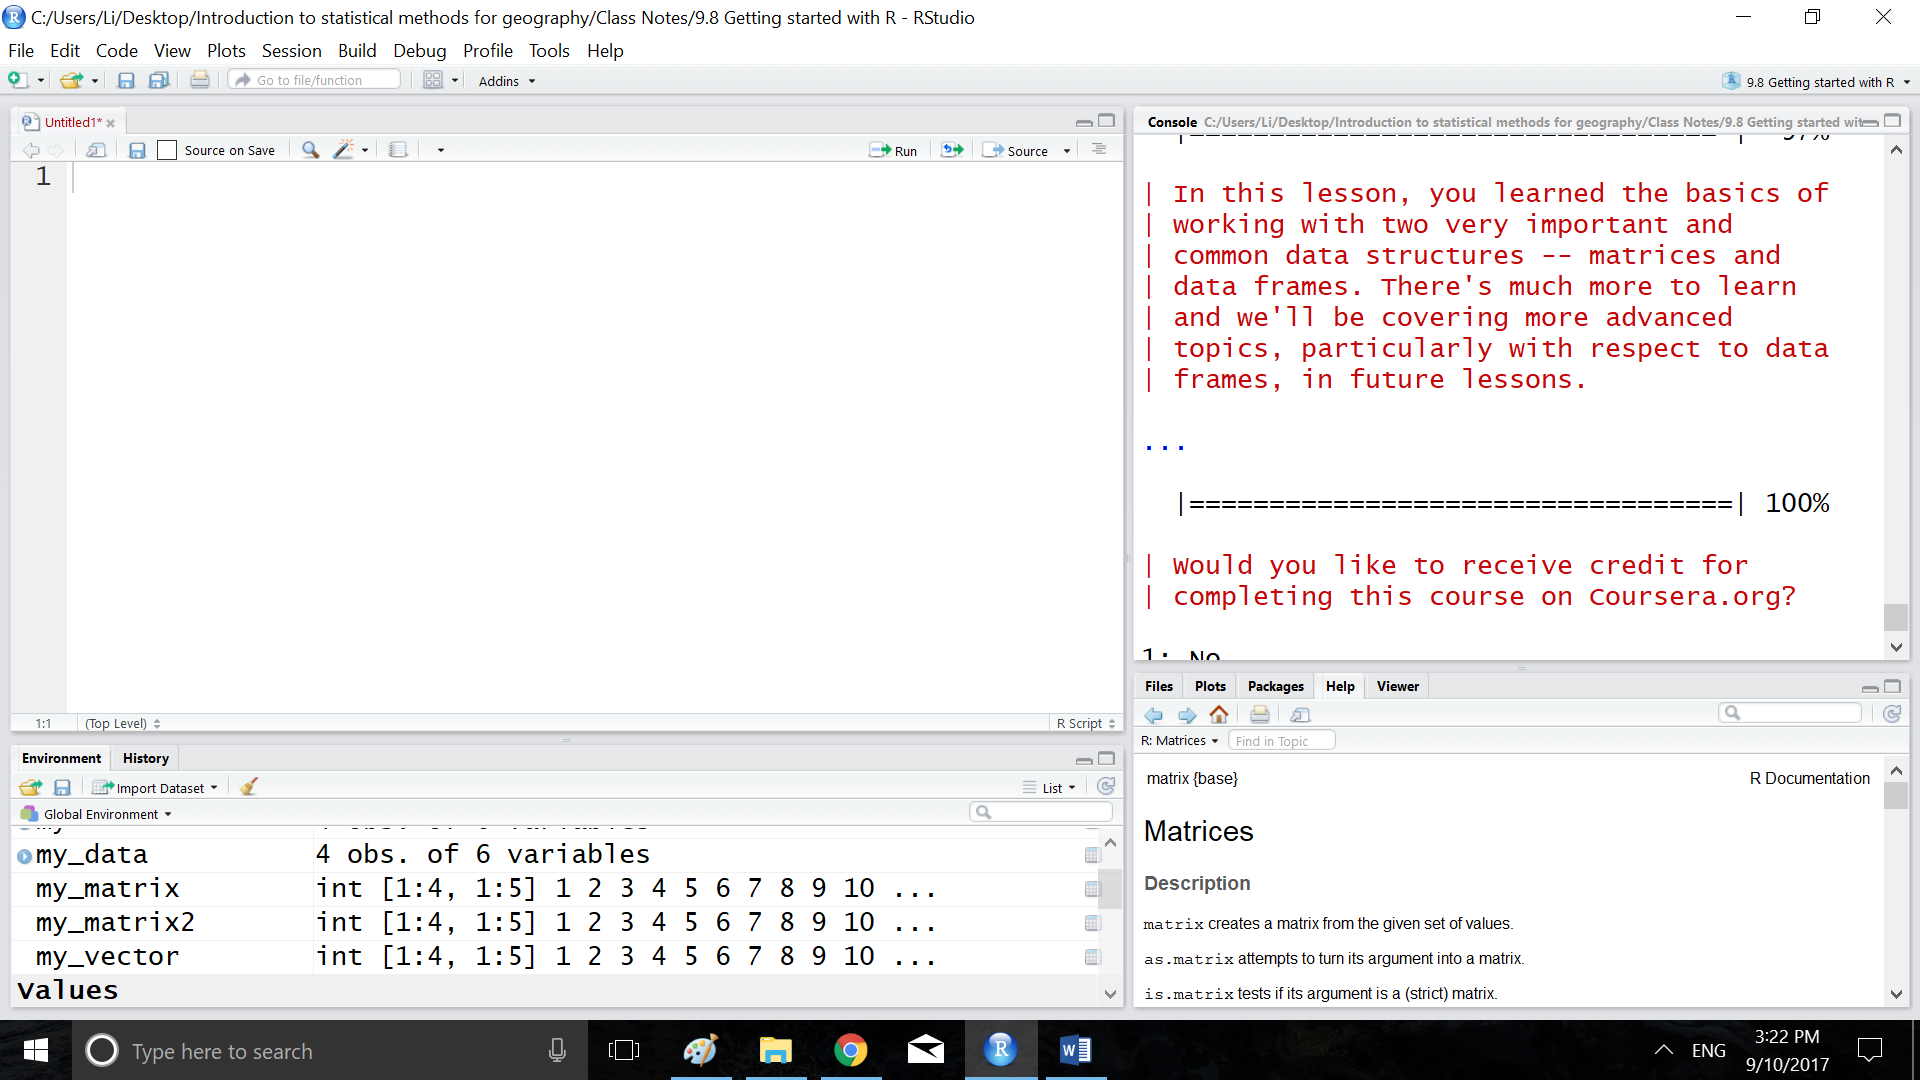 C:/Users/Li/Desktop/Introduction to statistical methods for geography/Class Notes/9.8 Getting started with R - RStudio
File Edit Code View Plots Session Build Debug Profile Tools Help
Go to file/function
Addins
9.8 Getting started with R
Untitled1*
Source on Save
Run
Source
1
1:1
(Top Level)
R Script
Environment
History
Import Dataset
List
Global Environment
my_data 4 obs. of 6 variables
my_matrix int [1:4, 1:5] 1 2 3 4 5 6 7 8 9 10 ...
my_matrix2 int [1:4, 1:5] 1 2 3 4 5 6 7 8 9 10 ...
my_vector int [1:4, 1:5] 1 2 3 4 5 6 7 8 9 10 ...
Values
Console C:/Users/Li/Desktop/Introduction to statistical methods for geography/Class Notes/9.8 Getting started wit
|==================================| 97%
| In this lesson, you learned the basics of
| working with two very important and
| common data structures -- matrices and
| data frames. There's much more to learn
| and we'll be covering more advanced
| topics, particularly with respect to data
| frames, in future lessons.
...
|==================================| 100%
| Would you like to receive credit for
| completing this course on Coursera.org?
1: No
Files Plots Packages Help Viewer
R: Matrices
Find in Topic
matrix {base}
R Documentation
Matrices
Description
matrix creates a matrix from the given set of values.
as.matrix attempts to turn its argument into a matrix.
is.matrix tests if its argument is a (strict) matrix.
Type here to search
ENG
3:22 PM
9/10/2017